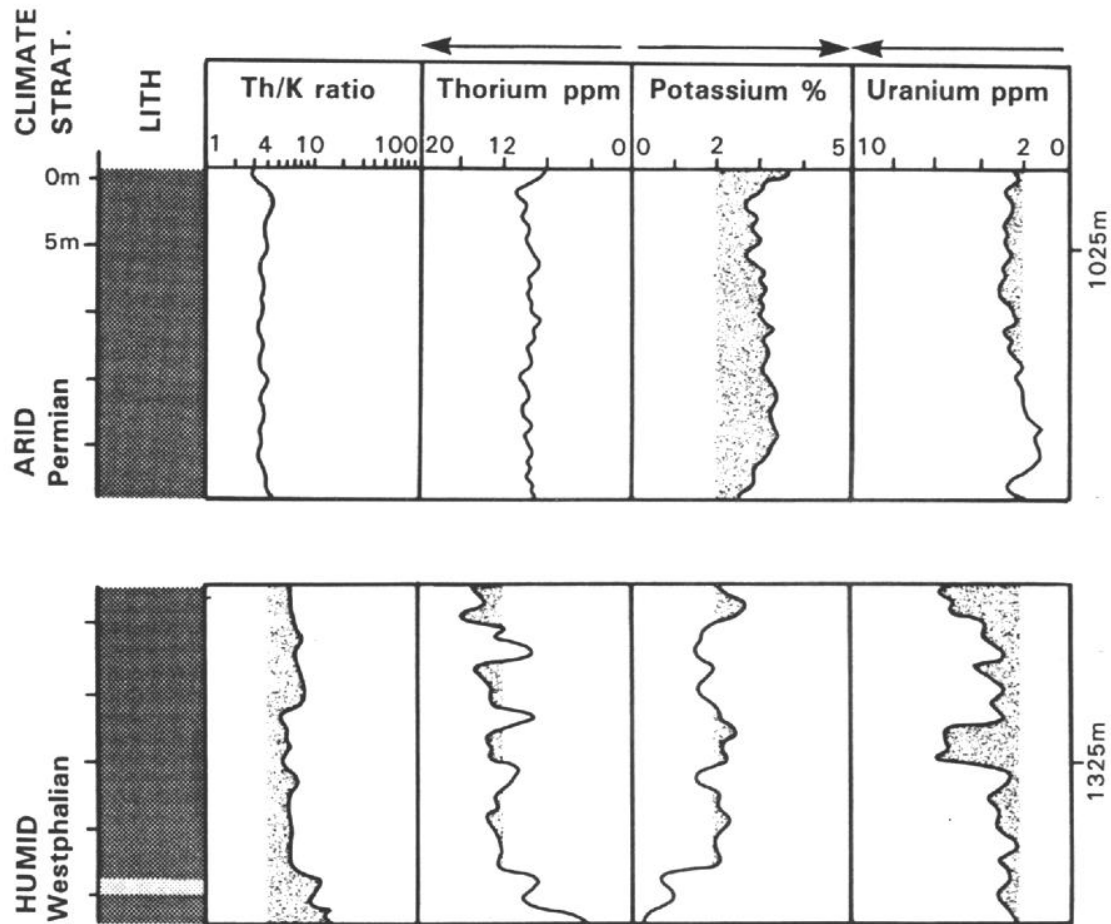 CLIMATE
STRAT.
LITH
Th/K ratio
Thorium ppm
Potassium %
Uranium ppm
1 4 10 100
20 12 0
0 2 5
10 2 0
0m
5m
ARID
Permian
1025m
HUMID
Westphalian
1325m